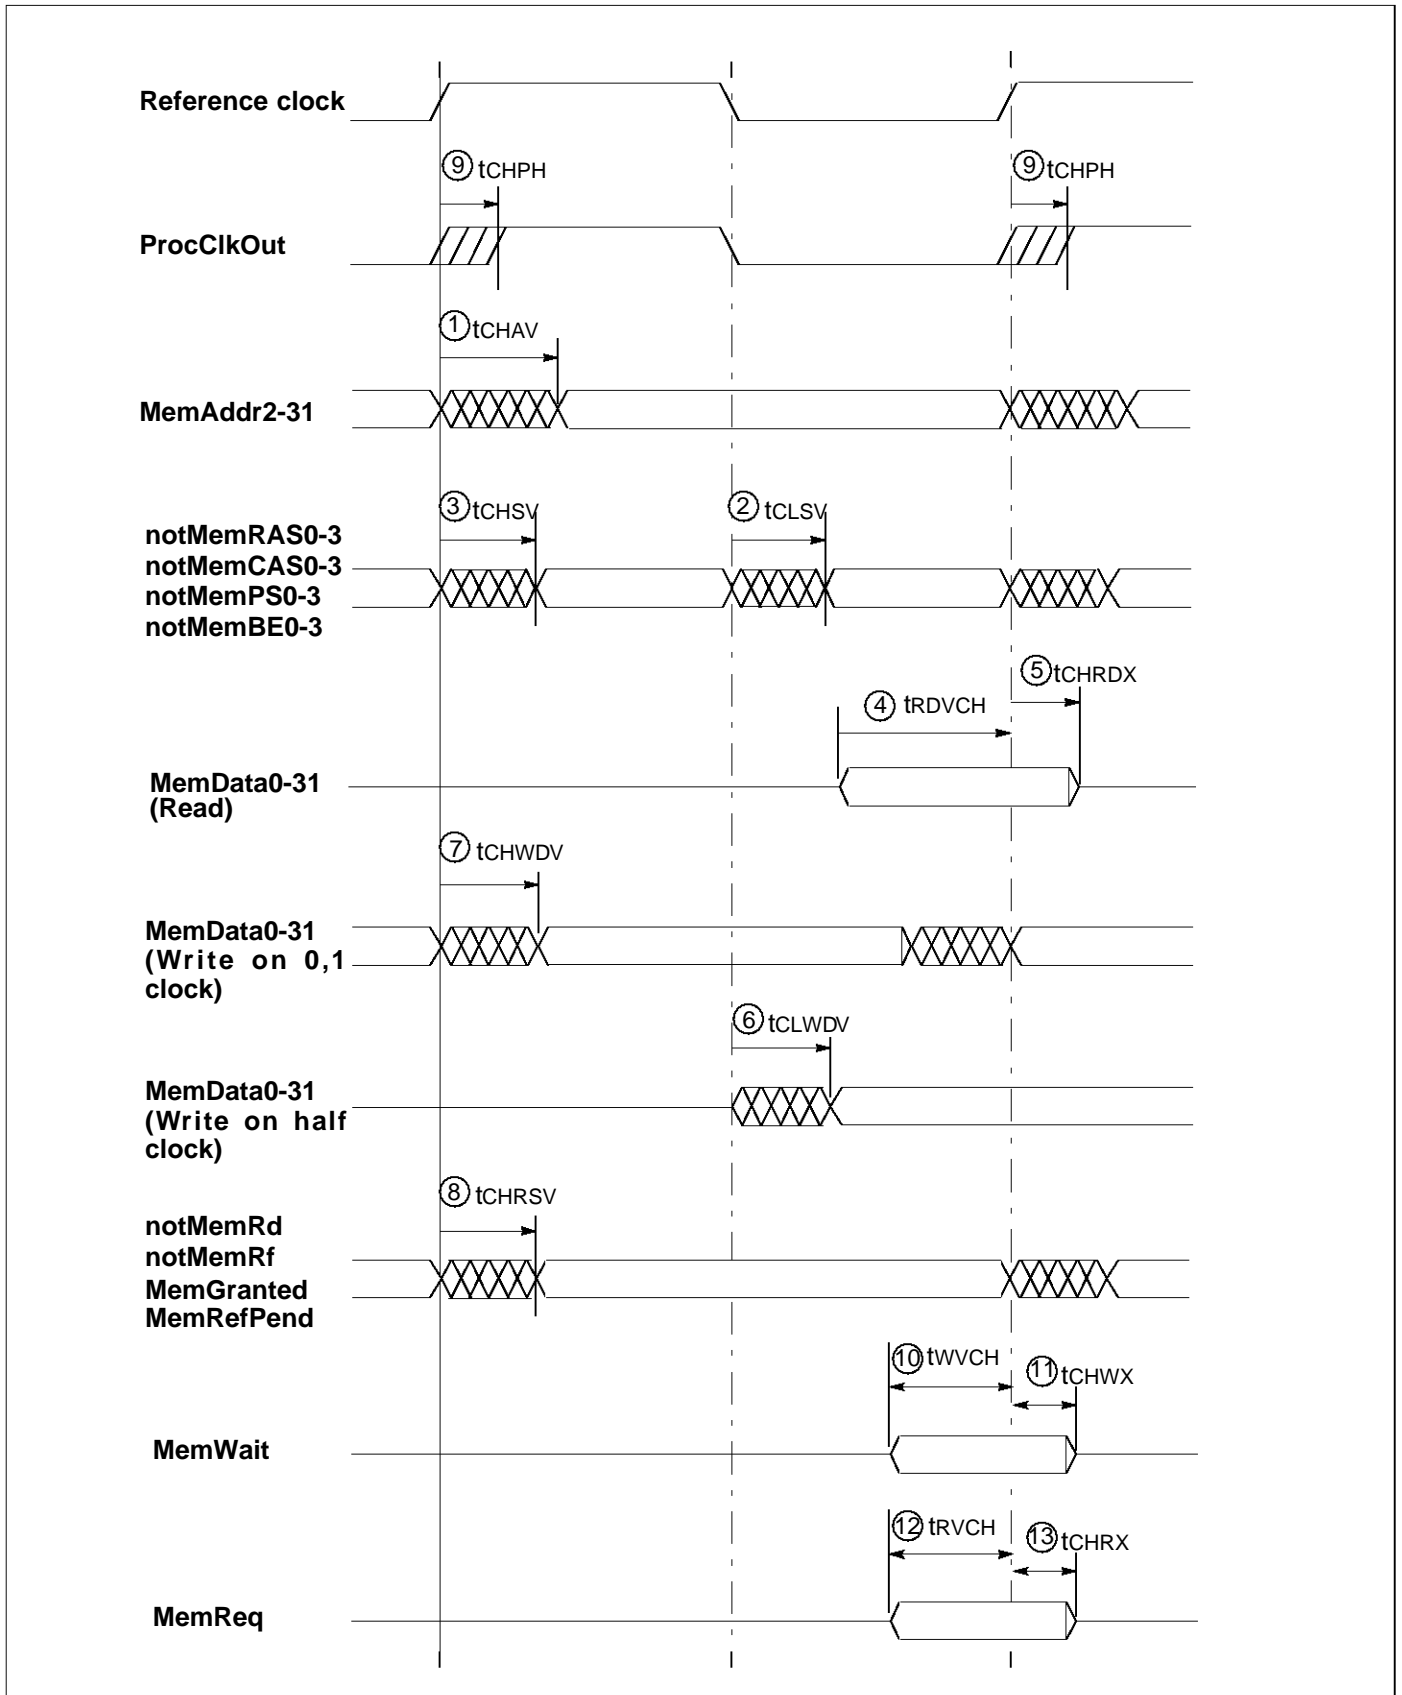 Reference clock
⑨ tCHPH
⑨ tCHPH
ProcClkOut
① tCHAV
MemAddr2-31
③ tCHSV
② tCLSV
notMemRAS0-3
notMemCAS0-3
notMemPS0-3
notMemBE0-3
⑤ tCHRDX
④ tRDVCH
MemData0-31
(Read)
⑦ tCHWDV
MemData0-31
(Write on 0,1
clock)
⑥ tCLWDV
MemData0-31
(Write on half
clock)
⑧ tCHRSV
notMemRd
notMemRf
MemGranted
MemRefPend
⑩ tWVCH
⑪ tCHWX
MemWait
⑫ tRVCH
⑬ tCHRX
MemReq